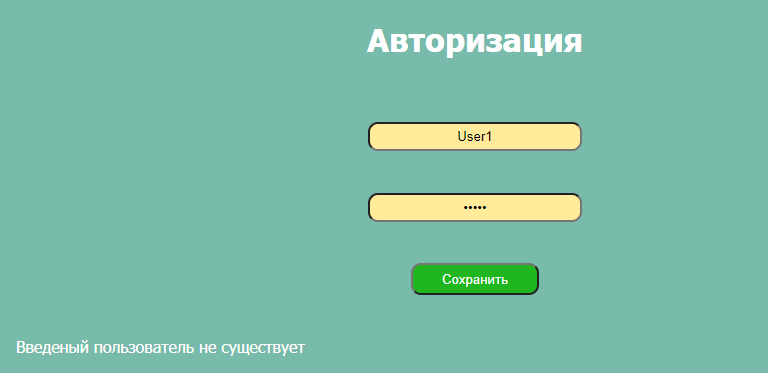 Авторизация
User1
•••••
Сохранить
Введеный пользователь не существует